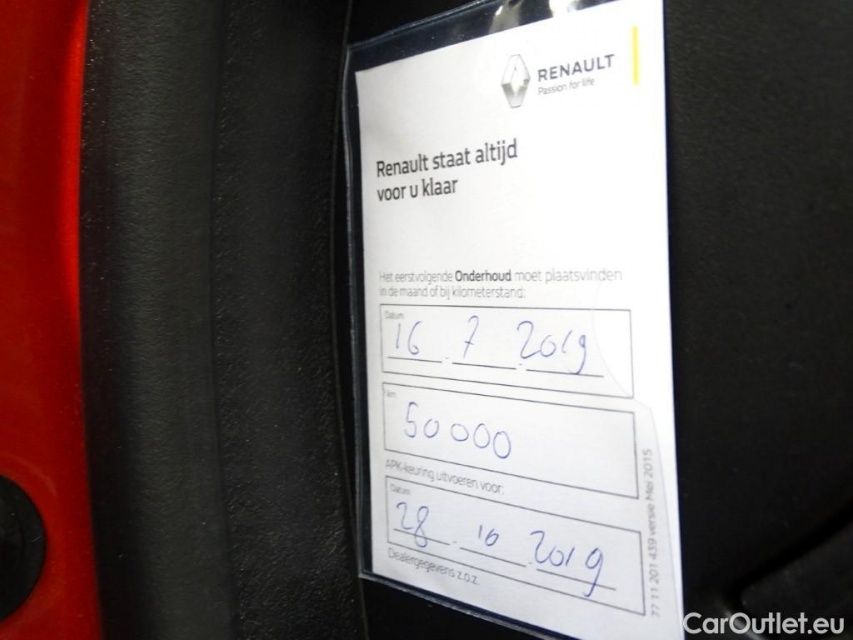 RENAULT
Passion for life
Renault staat altijd
voor u klaar
Het eerstvolgende Onderhoud moet plaatsvinden
in de maand of bij kilometerstand:
Datum
16 . 7 . 2019
Km
50 000
APK-keuring uitvoeren voor:
Datum
28 . 10 2019
Dealergegevens z.o.z.
77 11 201 439 versie Mei 2015
CarOutlet.eu